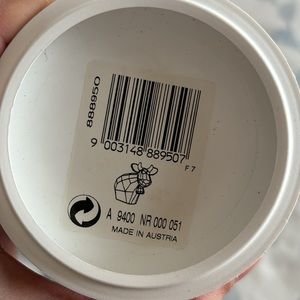 888950
9 003148 889507
F7
A 9400 NR 000 051
MADE IN AUSTRIA